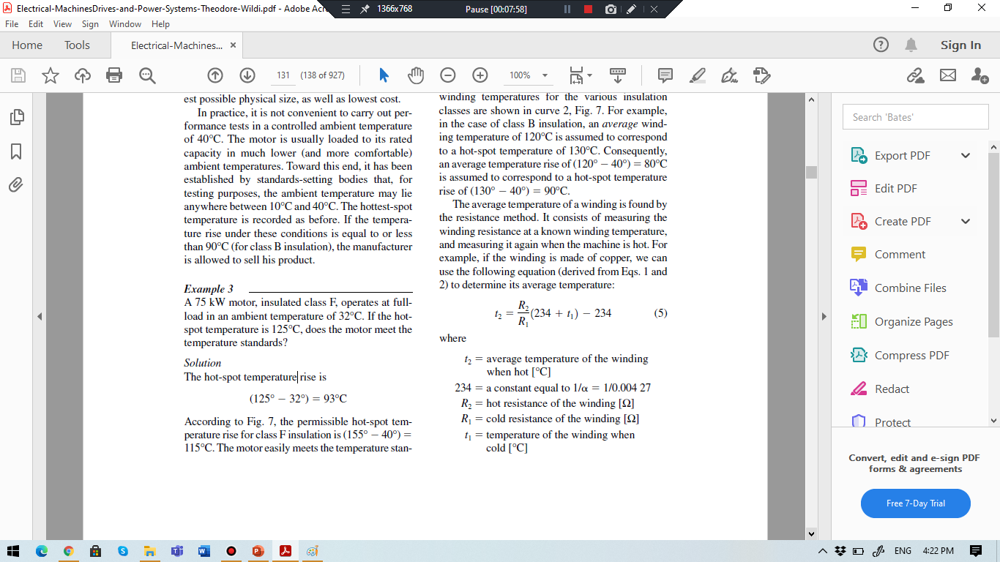 Electrical-MachinesDrives-and-Power-Systems-Theodore-Wildi.pdf - Adobe Acr
1366x768
Pause [00:07:58]
File Edit View Sign Window Help
Home Tools Electrical-Machines... ×
Sign In
131 (138 of 927)
100%
est possible physical size, as well as lowest cost.
In practice, it is not convenient to carry out per-
formance tests in a controlled ambient temperature
of 40°C. The motor is usually loaded to its rated
capacity in much lower (and more comfortable)
ambient temperatures. Toward this end, it has been
established by standards-setting bodies that, for
testing purposes, the ambient temperature may lie
anywhere between 10°C and 40°C. The hottest-spot
temperature is recorded as before. If the tempera-
ture rise under these conditions is equal to or less
than 90°C (for class B insulation), the manufacturer
is allowed to sell his product.
Example 3
A 75 kW motor, insulated class F, operates at full-
load in an ambient temperature of 32°C. If the hot-
spot temperature is 125°C, does the motor meet the
temperature standards?
Solution
The hot-spot temperature rise is
(125° − 32°) = 93°C
According to Fig. 7, the permissible hot-spot tem-
perature rise for class F insulation is (155° − 40°) =
115°C. The motor easily meets the temperature stan-
winding temperatures for the various insulation
classes are shown in curve 2, Fig. 7. For example,
in the case of class B insulation, an average wind-
ing temperature of 120°C is assumed to correspond
to a hot-spot temperature of 130°C. Consequently,
an average temperature rise of (120° − 40°) = 80°C
is assumed to correspond to a hot-spot temperature
rise of (130° − 40°) = 90°C.
The average temperature of a winding is found by
the resistance method. It consists of measuring the
winding resistance at a known winding temperature,
and measuring it again when the machine is hot. For
example, if the winding is made of copper, we can
use the following equation (derived from Eqs. 1 and
2) to determine its average temperature:
t₂ = R₂/R₁ (234 + t₁) − 234 (5)
where
t₂ = average temperature of the winding
when hot [°C]
234 = a constant equal to 1/α = 1/0.004 27
R₂ = hot resistance of the winding [Ω]
R₁ = cold resistance of the winding [Ω]
t₁ = temperature of the winding when
cold [°C]
Search 'Bates'
Export PDF
Edit PDF
Create PDF
Comment
Combine Files
Organize Pages
Compress PDF
Redact
Protect
Convert, edit and e-sign PDF
forms & agreements
Free 7-Day Trial
ENG 4:22 PM